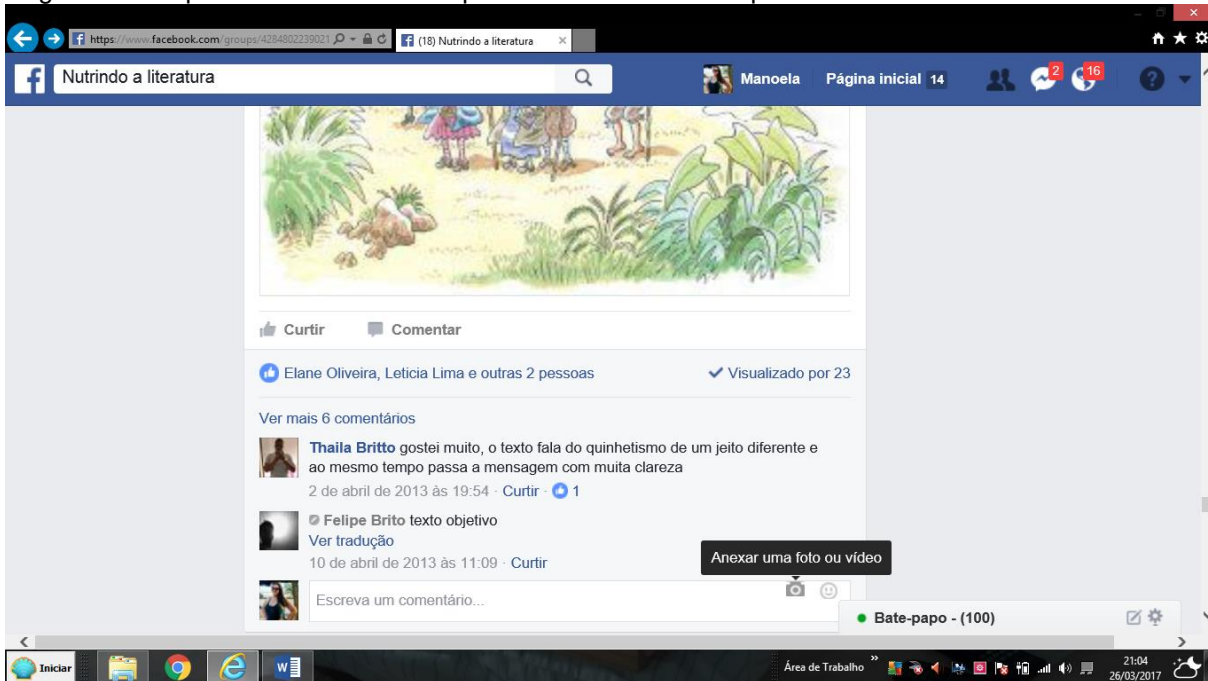 https://www.facebook.com/groups/4284802239021
(18) Nutrindo a literatura
Nutrindo a literatura
Manoela
Página inicial 14
2
16
Curtir
Comentar
Elane Oliveira, Leticia Lima e outras 2 pessoas
Visualizado por 23
Ver mais 6 comentários
Thaila Britto gostei muito, o texto fala do quinhetismo de um jeito diferente e
ao mesmo tempo passa a mensagem com muita clareza
2 de abril de 2013 às 19:54 · Curtir · 1
Felipe Brito texto objetivo
Ver tradução
10 de abril de 2013 às 11:09 · Curtir
Anexar uma foto ou vídeo
Escreva um comentário...
Bate-papo - (100)
Iniciar
Área de Trabalho
21:04
26/03/2017